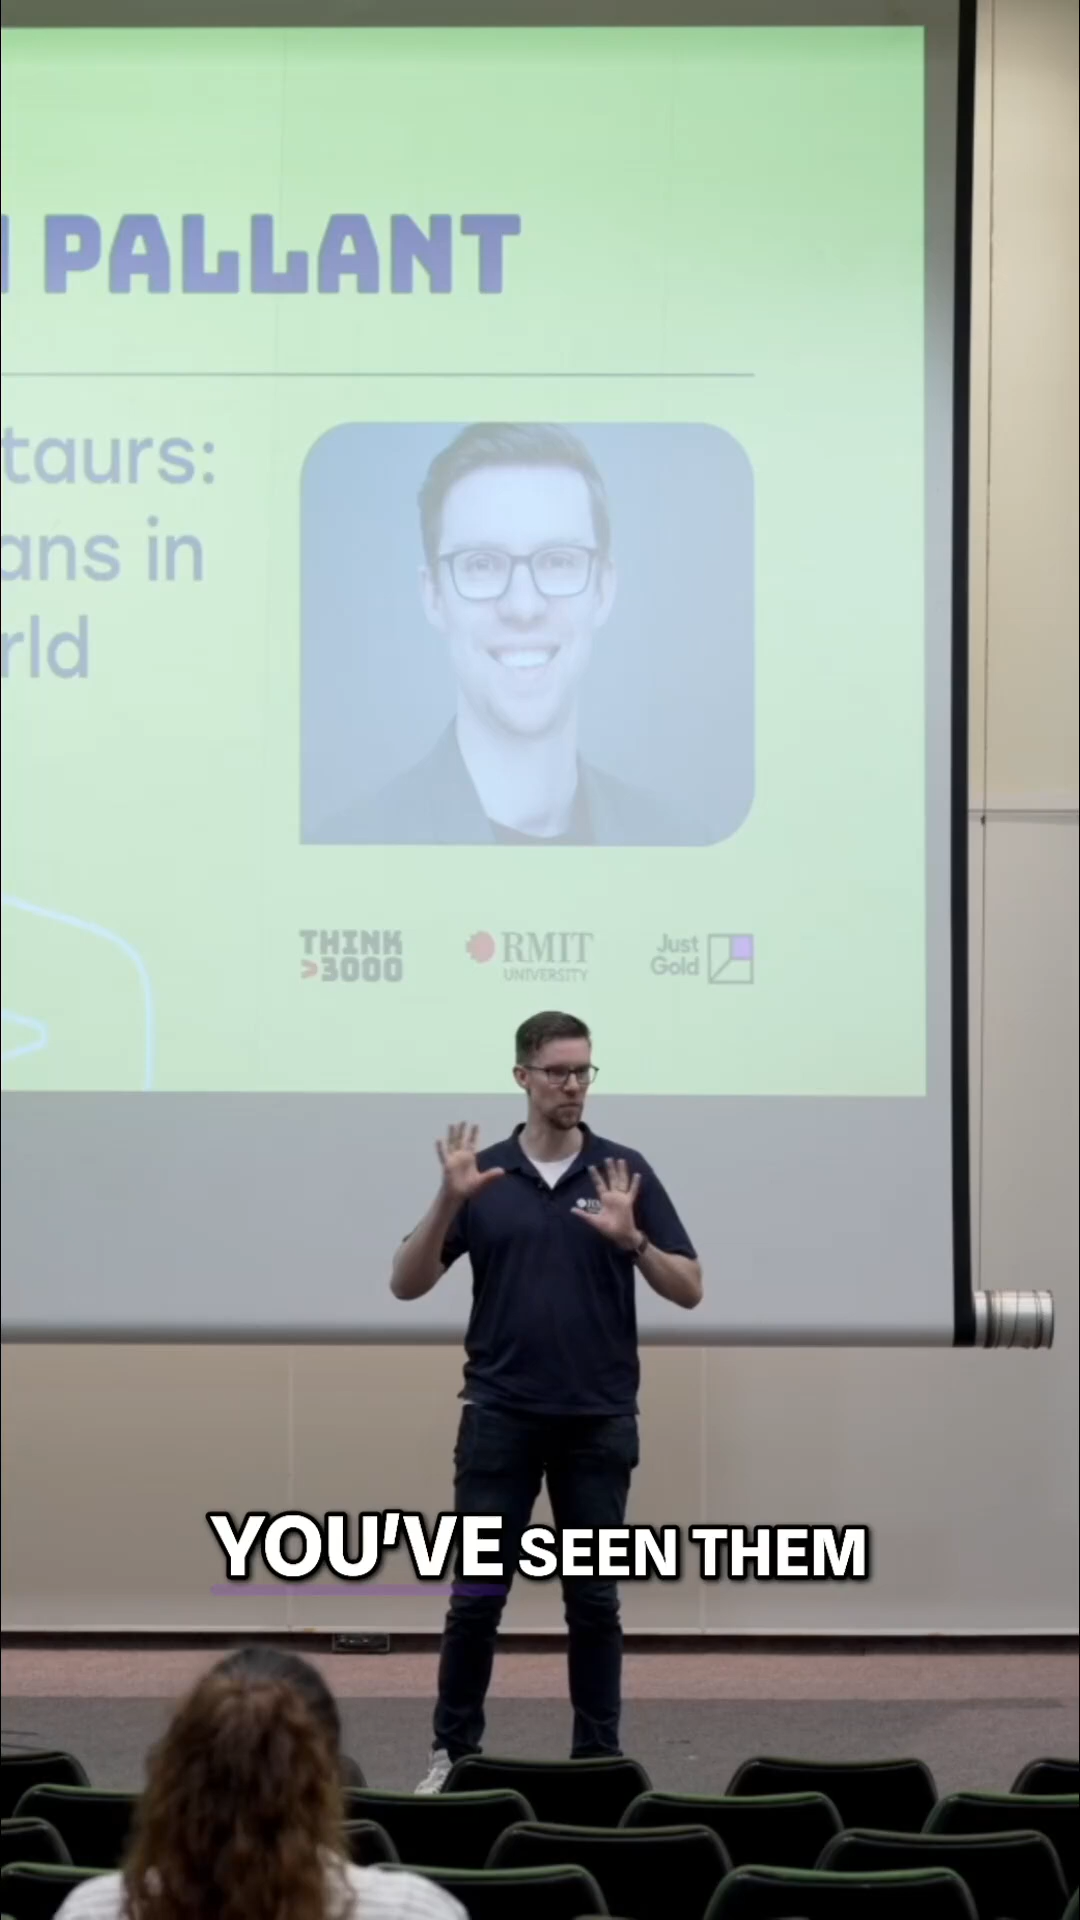 PALLANT
taurs:
ans in
rld
THINK
>3000
RMIT
UNIVERSITY
Just
Gold
YOU'VE SEEN THEM